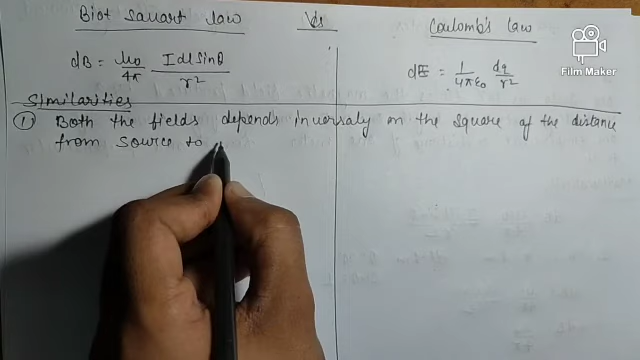 Biot Savart law Vs Coulomb's Law
dB = μ₀/4π Idl Sinθ/r²
dE = 1/4πε₀ dq/r²
Film Maker
Similarities
① Both the fields depends inversaly on the square of the distance
from source to